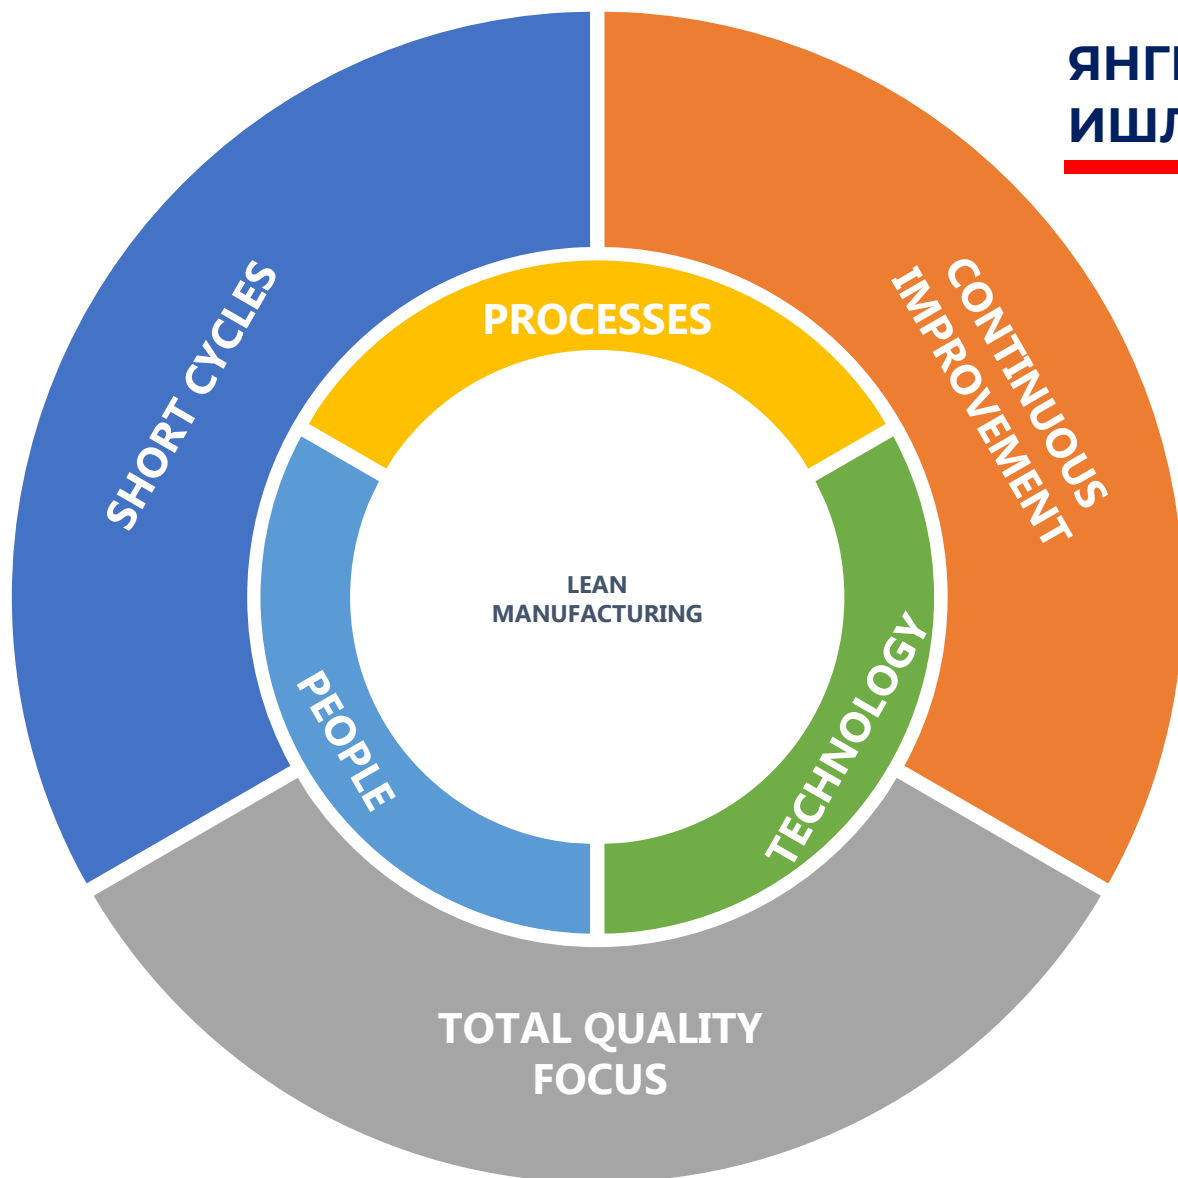 SHORT CYCLES
PROCESSES
CONTINUOUS
IMPROVEMENT
LEAN
MANUFACTURING
PEOPLE
TECHNOLOGY
TOTAL QUALITY
FOCUS